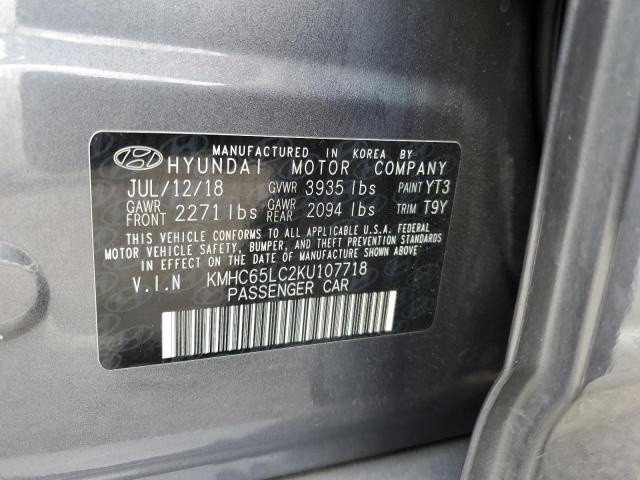 MANUFACTURED IN KOREA BY
HYUNDAI MOTOR COMPANY
JUL/12/18 GVWR 3935 lbs PAINT YT3
GAWR FRONT 2271 lbs GAWR REAR 2094 lbs TRIM T9Y
THIS VEHICLE CONFORMS TO ALL APPLICABLE U.S.A. FEDERAL
MOTOR VEHICLE SAFETY, BUMPER, AND THEFT PREVENTION STANDARDS
IN EFFECT ON THE DATE OF MANUFACTURE SHOWN ABOVE
V.I.N KMHC65LC2KU107718
PASSENGER CAR